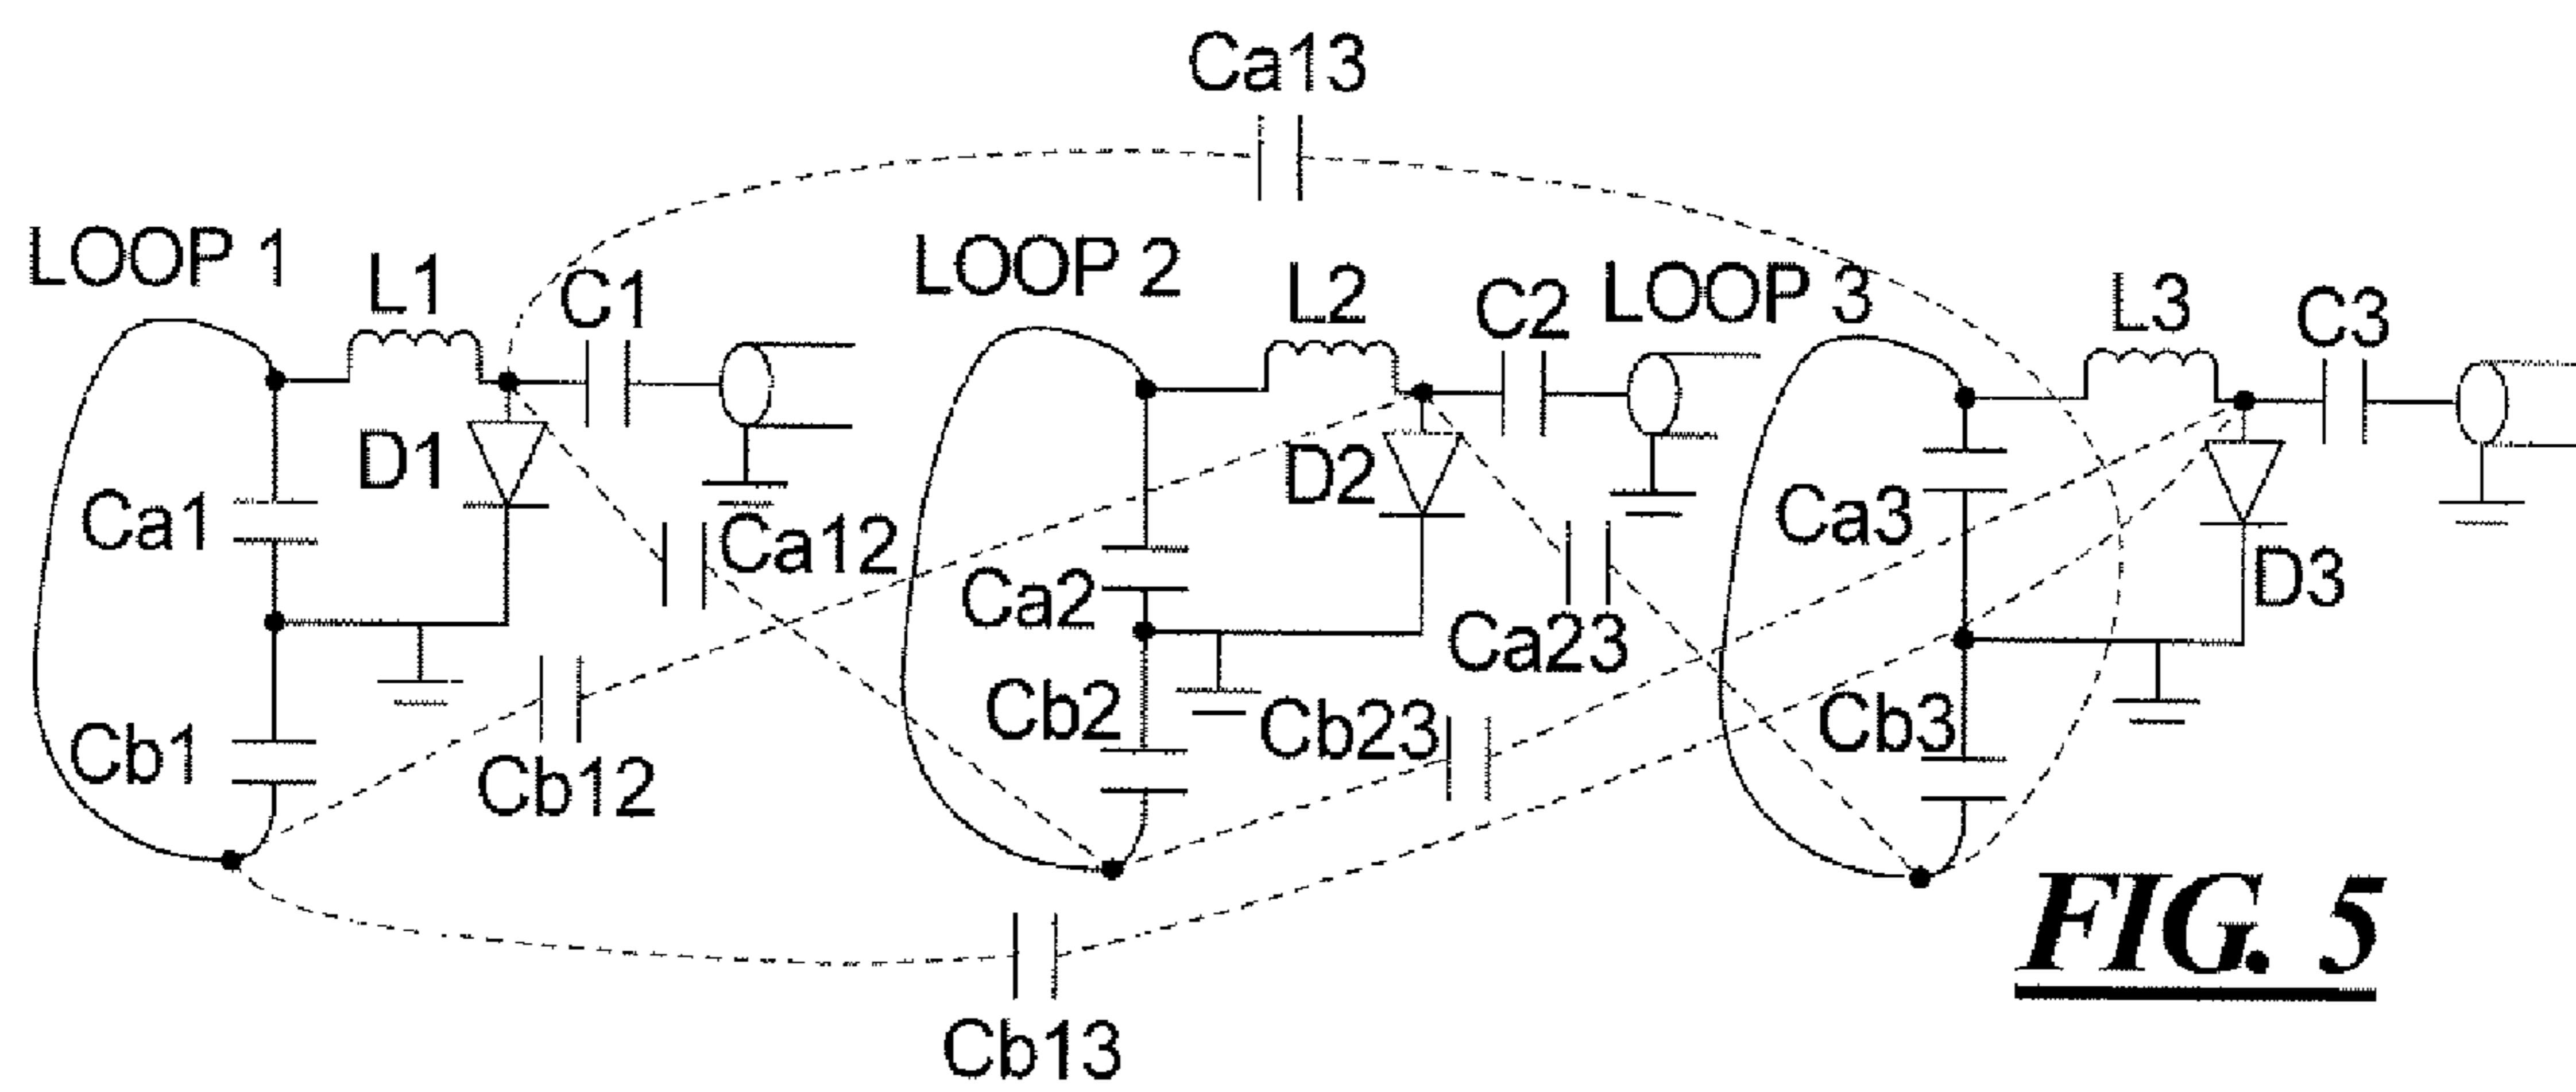 Ca13
LOOP 1
L1
C1
LOOP 2
L2
C2
LOOP 3
L3
C3
D1
D2
Ca1
Ca12
Ca2
Ca23
Ca3
D3
Cb1
Cb12
Cb2
Cb23
Cb3
Cb13
FIG. 5